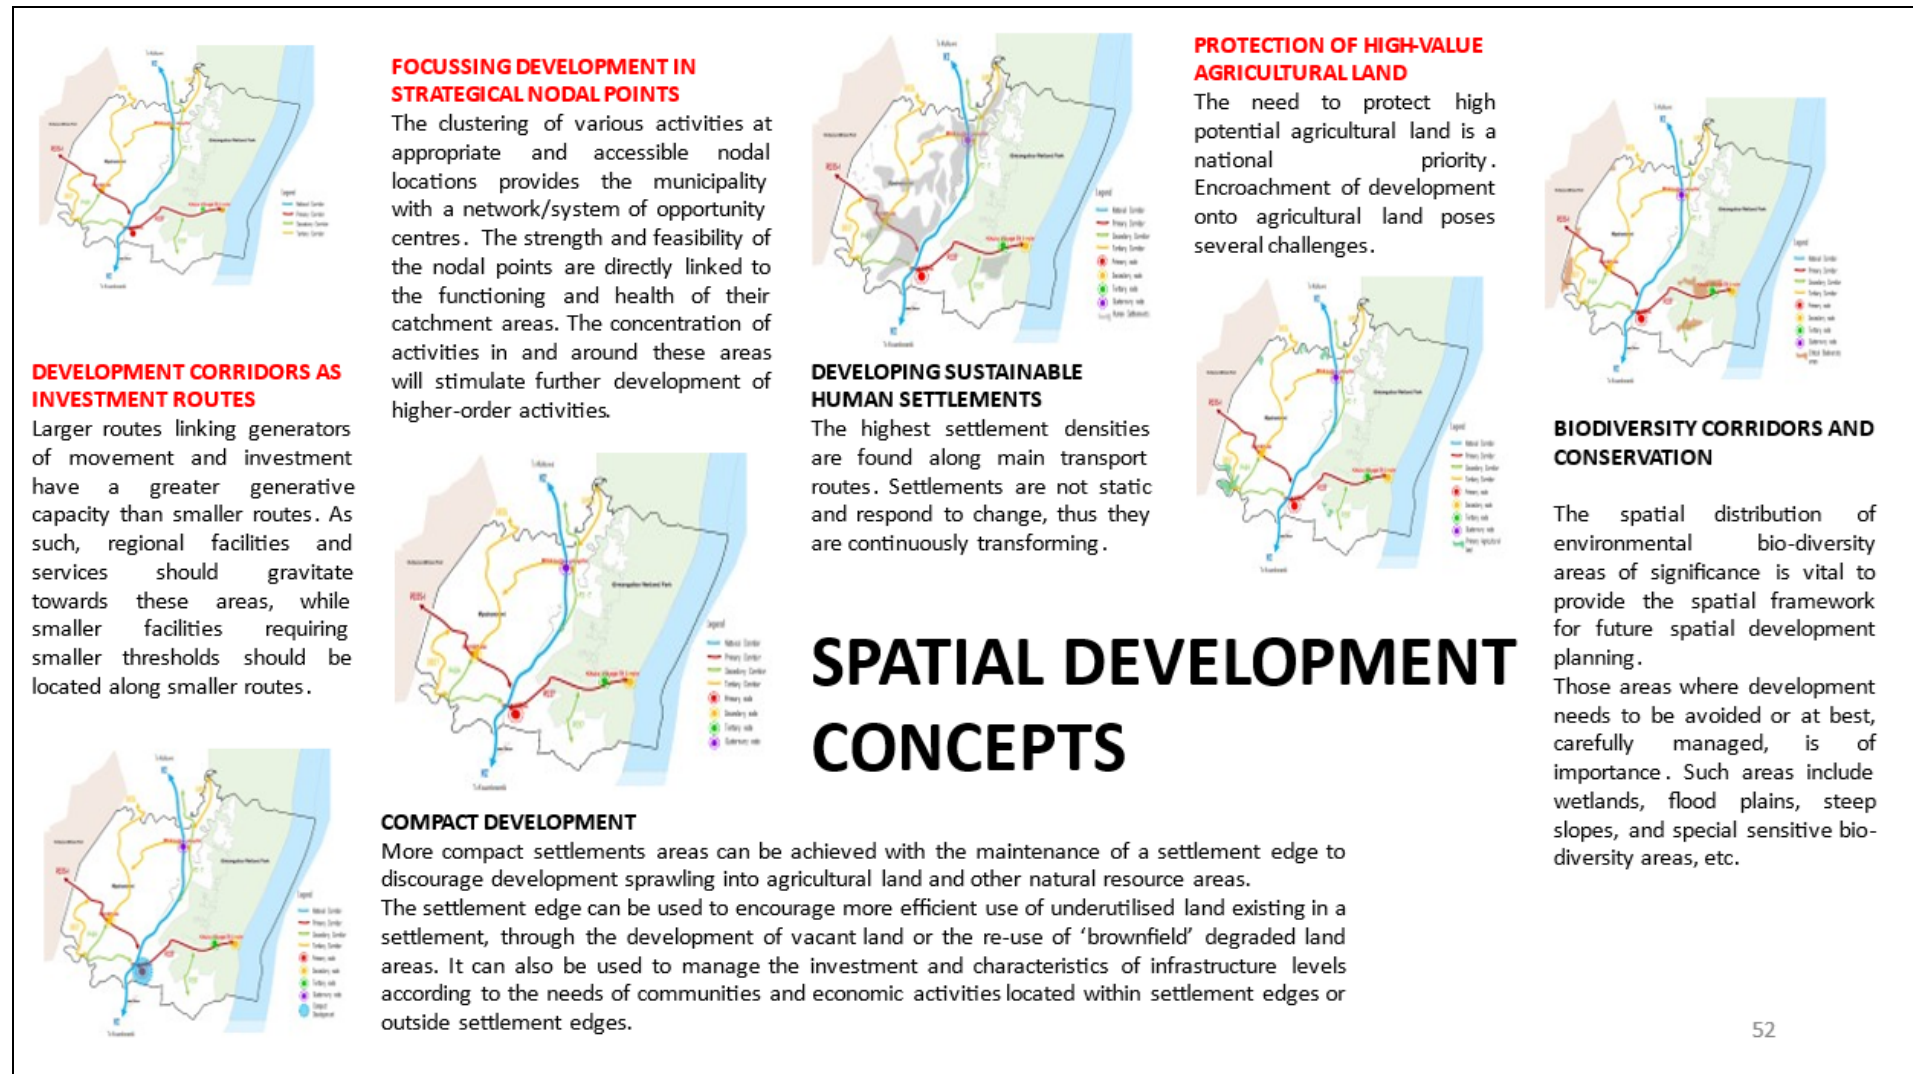 DEVELOPMENT CORRIDORS AS
INVESTMENT ROUTES
Larger routes linking generators
of movement and investment
have a greater generative
capacity than smaller routes. As
such, regional facilities and
services should gravitate
towards these areas, while
smaller facilities requiring
smaller thresholds should be
located along smaller routes.
FOCUSSING DEVELOPMENT IN
STRATEGICAL NODAL POINTS
The clustering of various activities at
appropriate and accessible nodal
locations provides the municipality
with a network/system of opportunity
centres. The strength and feasibility of
the nodal points are directly linked to
the functioning and health of their
catchment areas. The concentration of
activities in and around these areas
will stimulate further development of
higher-order activities.
DEVELOPING SUSTAINABLE
HUMAN SETTLEMENTS
The highest settlement densities
are found along main transport
routes. Settlements are not static
and respond to change, thus they
are continuously transforming.
PROTECTION OF HIGH-VALUE
AGRICULTURAL LAND
The need to protect high
potential agricultural land is a
national priority.
Encroachment of development
onto agricultural land poses
several challenges.
BIODIVERSITY CORRIDORS AND
CONSERVATION
The spatial distribution of
environmental bio-diversity
areas of significance is vital to
provide the spatial framework
for future spatial development
planning.
Those areas where development
needs to be avoided or at best,
carefully managed, is of
importance. Such areas include
wetlands, flood plains, steep
slopes, and special sensitive bio-
diversity areas, etc.
SPATIAL DEVELOPMENT
CONCEPTS
COMPACT DEVELOPMENT
More compact settlements areas can be achieved with the maintenance of a settlement edge to
discourage development sprawling into agricultural land and other natural resource areas.
The settlement edge can be used to encourage more efficient use of underutilised land existing in a
settlement, through the development of vacant land or the re-use of ‘brownfield’ degraded land
areas. It can also be used to manage the investment and characteristics of infrastructure levels
according to the needs of communities and economic activities located within settlement edges or
outside settlement edges.
52